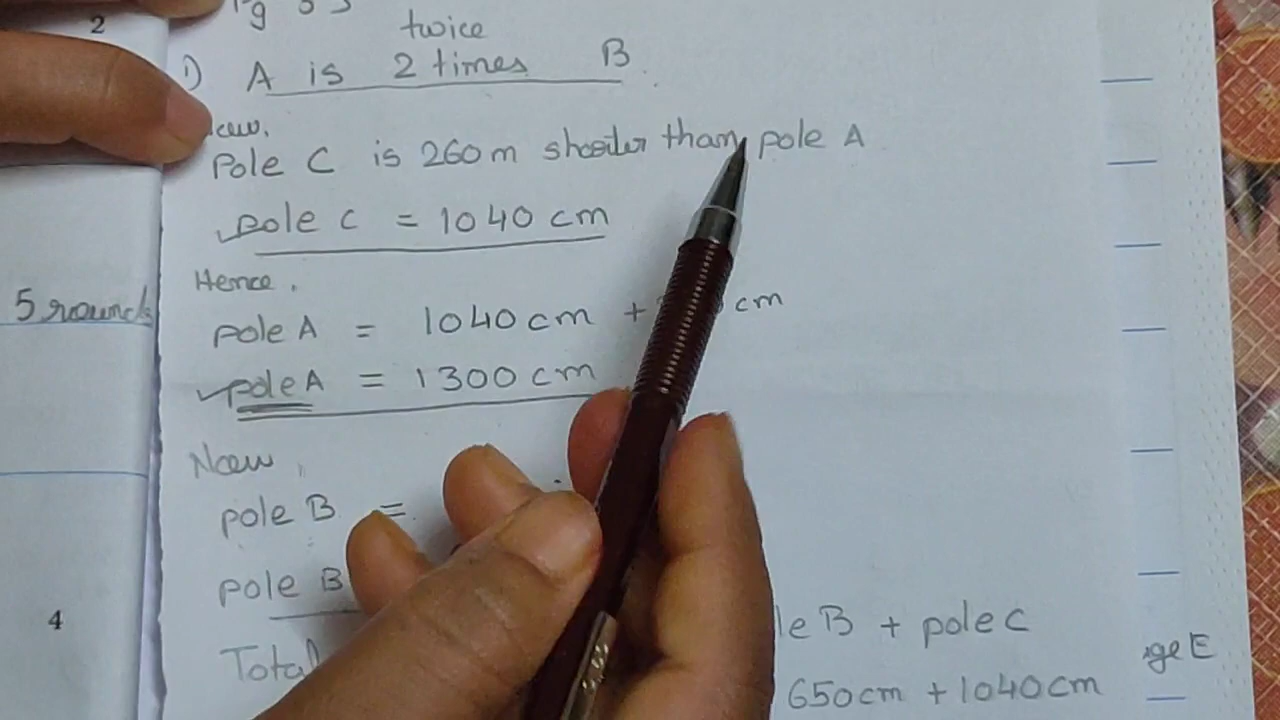 2
twice
1) A is 2 times B
Now,
Pole C is 260m shorter than pole A
pole C = 1040 cm
Hence,
5 rounds
pole A = 1040 cm + cm
pole A = 1300 cm
Now,
pole B =
pole B
4
Total le B + pole C
ge E
650cm + 1040cm